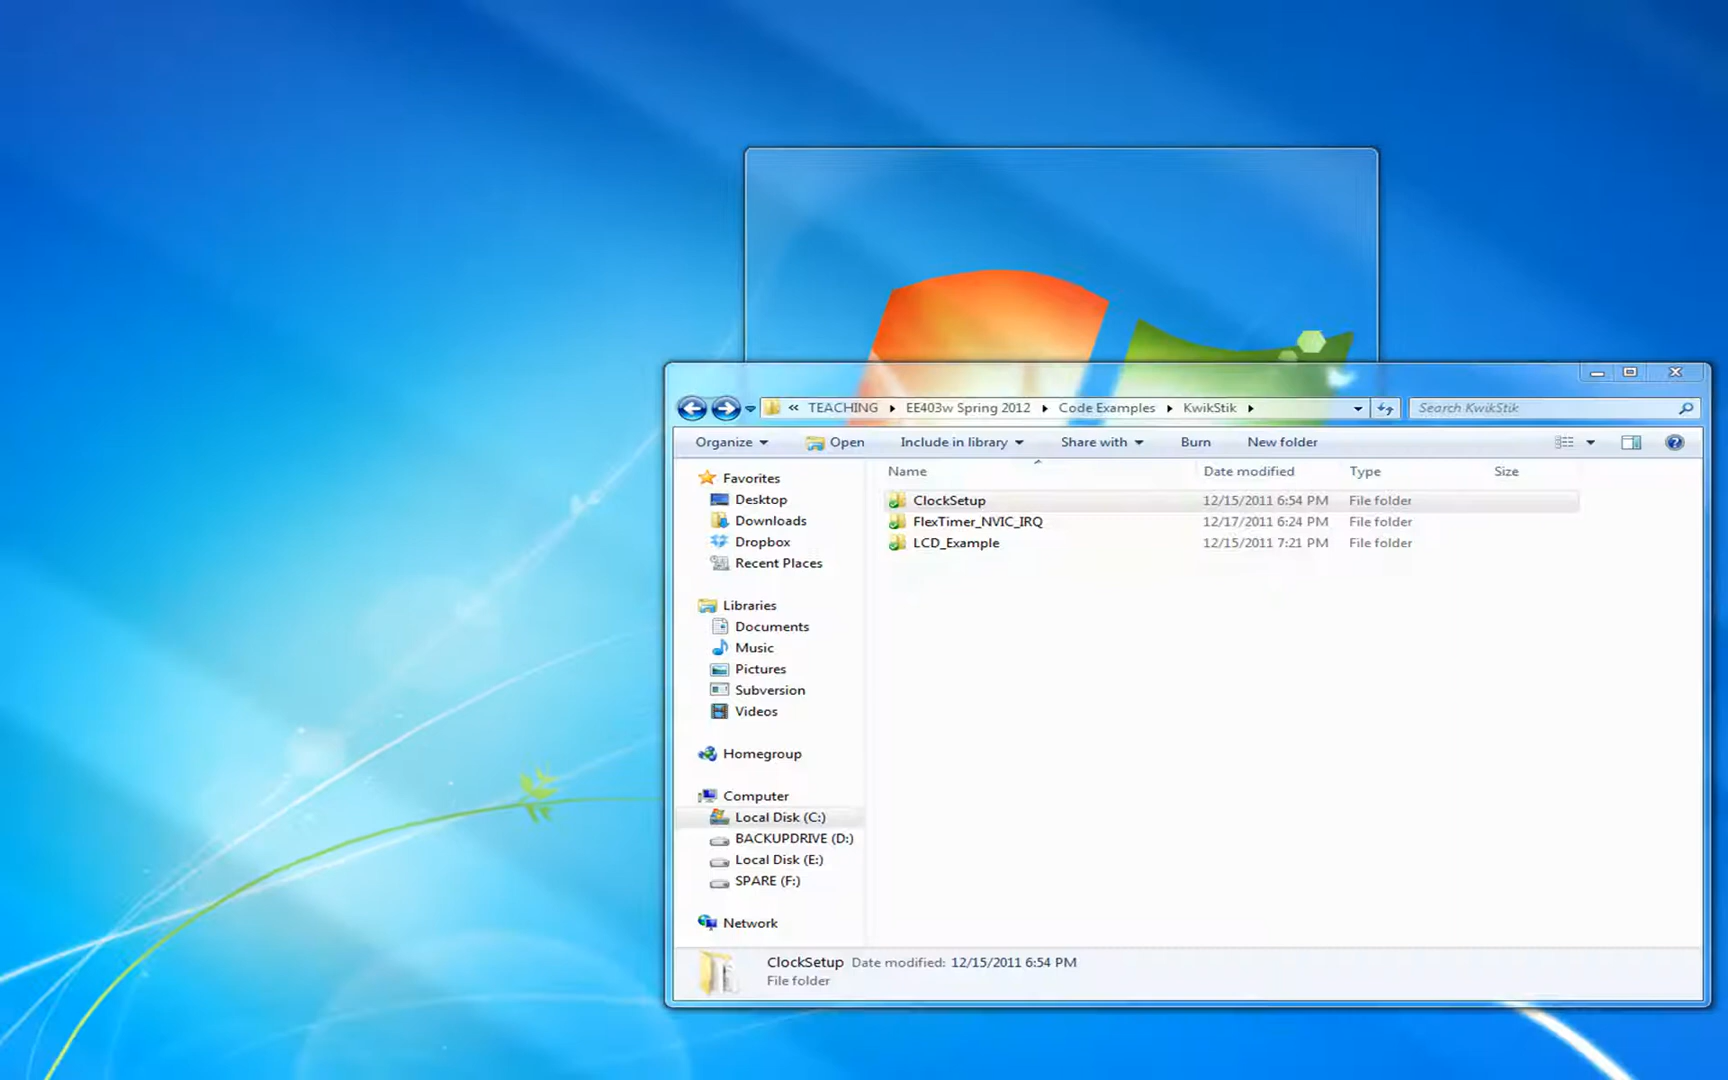 « TEACHING ▸ EE403w Spring 2012 ▸ Code Examples ▸ KwikStik ▸
Search KwikStik
Organize Open Include in library Share with Burn New folder
Name Date modified Type Size
ClockSetup 12/15/2011 6:54 PM File folder
FlexTimer_NVIC_IRQ 12/17/2011 6:24 PM File folder
LCD_Example 12/15/2011 7:21 PM File folder
Favorites
Desktop
Downloads
Dropbox
Recent Places
Libraries
Documents
Music
Pictures
Subversion
Videos
Homegroup
Computer
Local Disk (C:)
BACKUPDRIVE (D:)
Local Disk (E:)
SPARE (F:)
Network
ClockSetup Date modified: 12/15/2011 6:54 PM
File folder